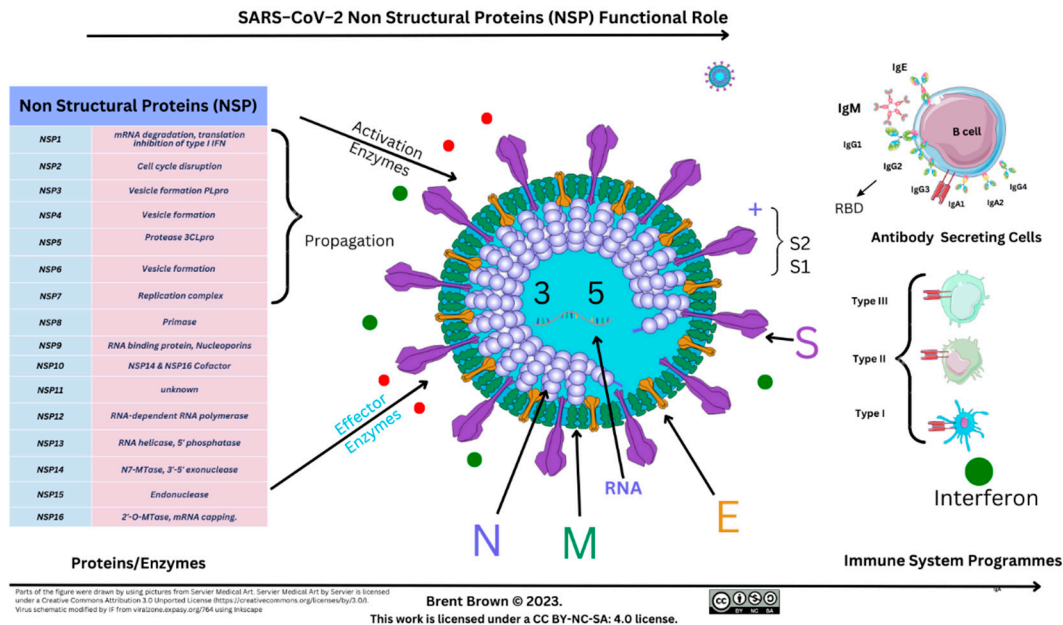 SARS-CoV-2 Non Structural Proteins (NSP) Functional Role
Non Structural Proteins (NSP)
NSP1 mRNA degradation, translation
inhibition of type I IFN
NSP2 Cell cycle disruption
NSP3 Vesicle formation PLpro
NSP4 Vesicle formation
NSP5 Protease 3CLpro
NSP6 Vesicle formation
NSP7 Replication complex
NSP8 Primase
NSP9 RNA binding protein, Nucleoporins
NSP10 NSP14 & NSP16 Cofactor
NSP11 unknown
NSP12 RNA-dependent RNA polymerase
NSP13 RNA helicase, 5' phosphatase
NSP14 N7-MTase, 3'-5' exonuclease
NSP15 Endonuclease
NSP16 2'-O-MTase, mRNA capping.
Proteins/Enzymes
Propagation
Activation
Enzymes
Effector
Enzymes
3 5
RNA
N
M
E
S
+
S2
S1
IgE
IgM
IgG1
IgG2
IgG3
IgA1
IgA2
IgG4
B cell
RBD
Antibody Secreting Cells
Type III
Type II
Type I
Interferon
Immune System Programmes
IgA
Parts of the figure were drawn by using pictures from Servier Medical Art. Servier Medical Art by Servier is licensed
under a Creative Commons Attribution 3.0 Unported License (https://creativecommons.org/licenses/by/3.0/).
Virus schematic modified by IF from viralzone.expasy.org/764 using Inkscape
Brent Brown © 2023.
This work is licensed under a CC BY-NC-SA: 4.0 license.
CC
BY NC SA